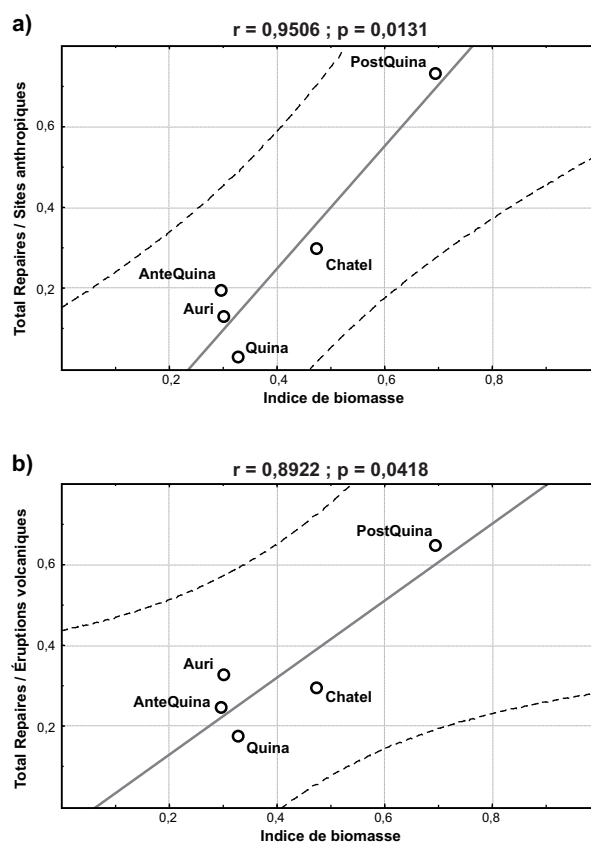 a)
r = 0,9506 ; p = 0,0131
Total Repaires / Sites anthropiques
0,6
0,4
0,2
PostQuina
Chatel
AnteQuina
Auri
Quina
0,2 0,4 0,6 0,8
Indice de biomasse
b)
r = 0,8922 ; p = 0,0418
Total Repaires / Éruptions volcaniques
0,6
0,4
0,2
PostQuina
Auri
AnteQuina
Chatel
Quina
0,2 0,4 0,6 0,8
Indice de biomasse